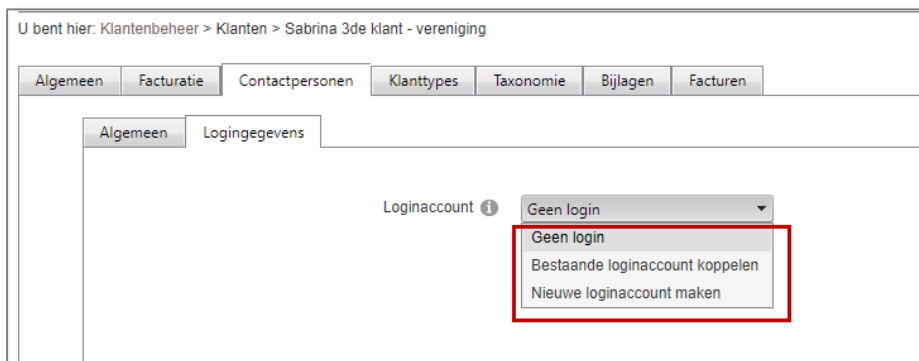 U bent hier: Klantenbeheer > Klanten > Sabrina 3de klant - vereniging
Algemeen Facturatie Contactpersonen Klanttypes Taxonomie Bijlagen Facturen
Algemeen Logingegevens
Loginaccount Geen login
Geen login
Bestaande loginaccount koppelen
Nieuwe loginaccount maken